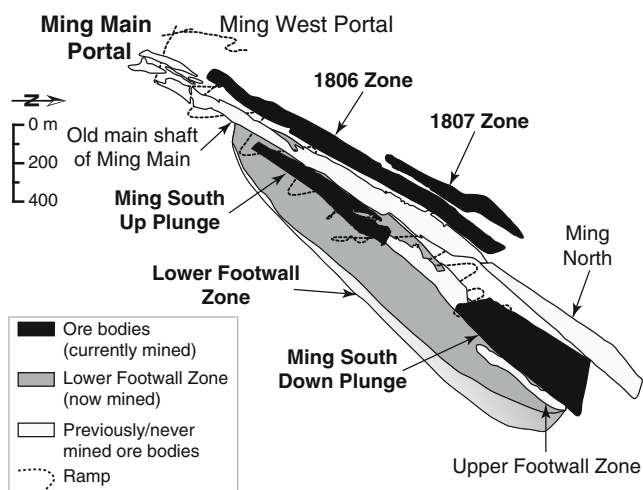 Ming Main
Portal
Ming West Portal
1806 Zone
1807 Zone
N
0 m
200
400
Old main shaft
of Ming Main
Ming South
Up Plunge
Lower Footwall
Zone
Ming
North
Ming South
Down Plunge
Upper Footwall Zone
Ore bodies
(currently mined)
Lower Footwall Zone
(now mined)
Previously/never
mined ore bodies
Ramp